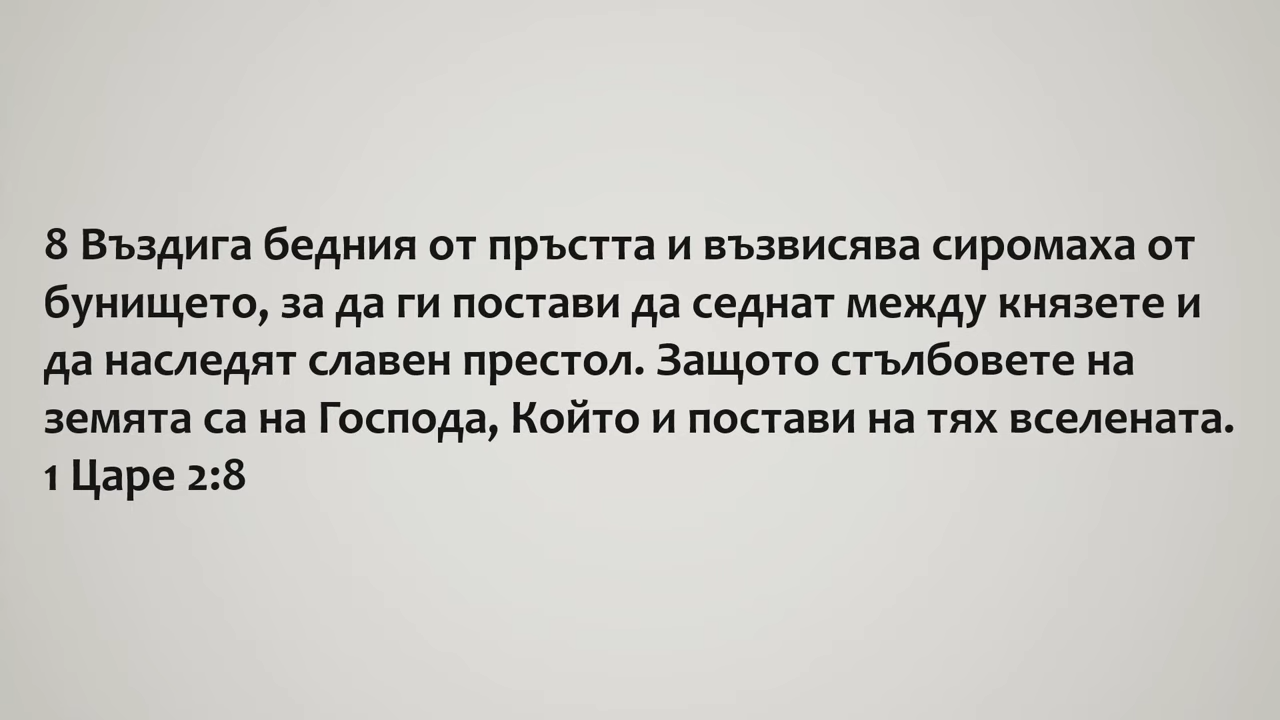 8 Въздига бедния от пръстта и възвисява сиромаха от
бунището, за да ги постави да седнат между князете и
да наследят славен престол. Защото стълбовете на
земята са на Господа, Който и постави на тях вселената.
1 Царе 2:8